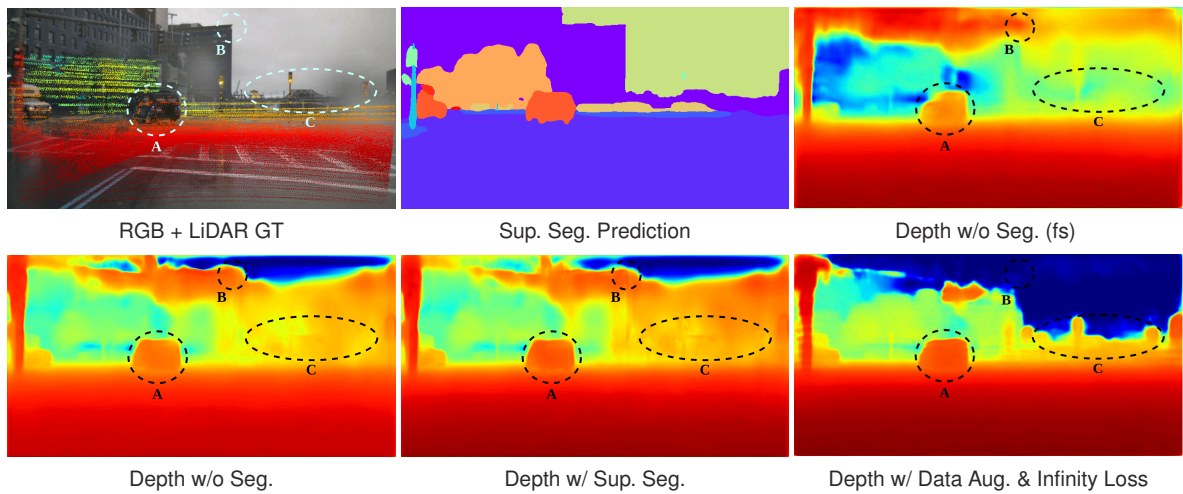 B
A
C
RGB + LiDAR GT
Sup. Seg. Prediction
B
A
C
Depth w/o Seg. (fs)
B
A
C
Depth w/o Seg.
B
A
C
Depth w/ Sup. Seg.
B
A
C
Depth w/ Data Aug. & Infinity Loss